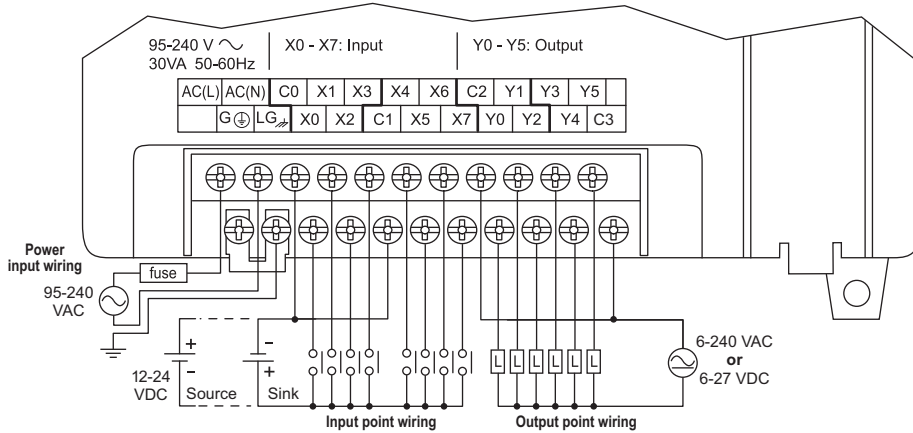 95-240 V ~ X0 - X7: Input Y0 - Y5: Output
30VA 50-60Hz
AC(L) AC(N) C0 X1 X3 X4 X6 C2 Y1 Y3 Y5
G LG X0 X2 C1 X5 X7 Y0 Y2 Y4 C3
Power
input wiring
fuse
95-240
VAC
+ -
- +
12-24
VDC
Source Sink
L L L L L L
6-240 VAC
or
6-27 VDC
Input point wiring Output point wiring